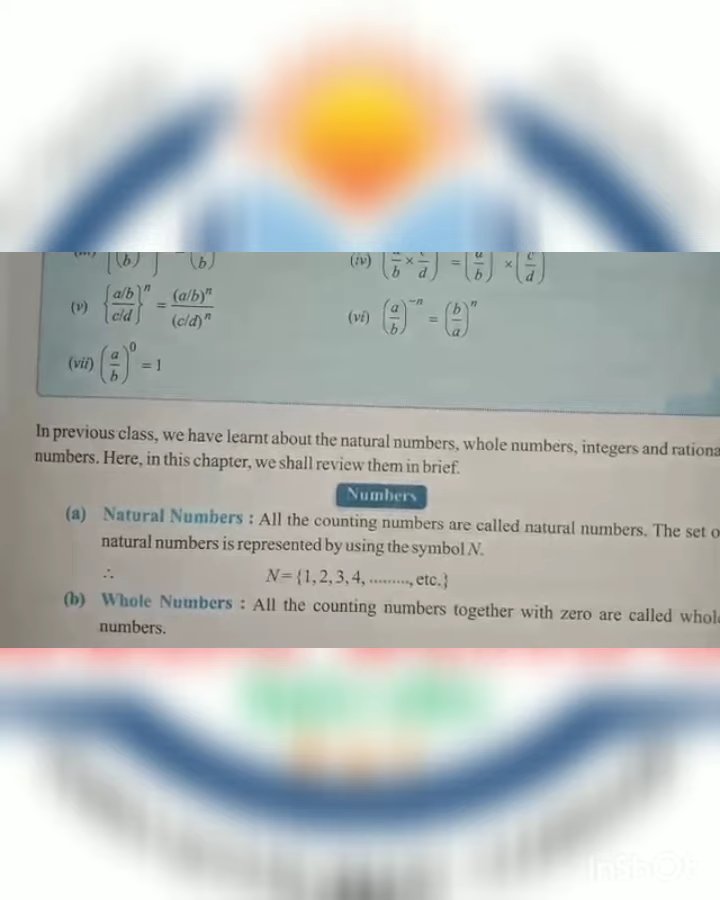 (v) {a/b / c/d}ⁿ = (a/b)ⁿ / (c/d)ⁿ
(vi) (a/b)⁻ⁿ = (b/a)ⁿ
(vii) (a/b)⁰ = 1
In previous class, we have learnt about the natural numbers, whole numbers, integers and rationa
numbers. Here, in this chapter, we shall review them in brief.
Numbers
(a) Natural Numbers : All the counting numbers are called natural numbers. The set o
natural numbers is represented by using the symbol N.
∴ N = {1, 2, 3, 4, ........., etc.}
(b) Whole Numbers : All the counting numbers together with zero are called whole
numbers.
InShOt